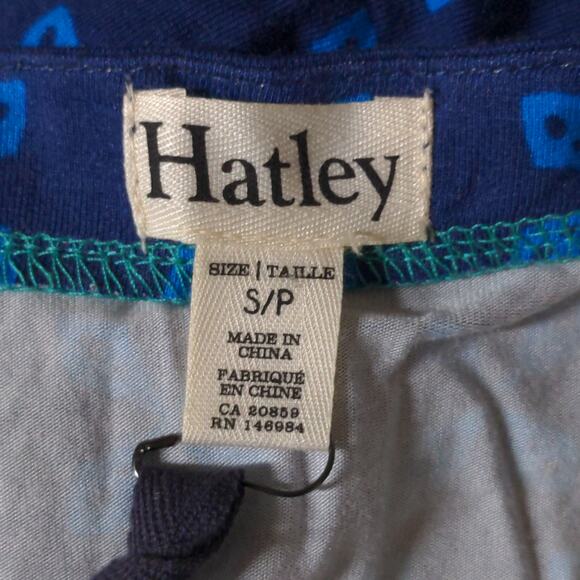 Hatley
SIZE | TAILLE
S/P
MADE IN
CHINA
FABRIQUÉ
EN CHINE
CA 20859
RN 146984